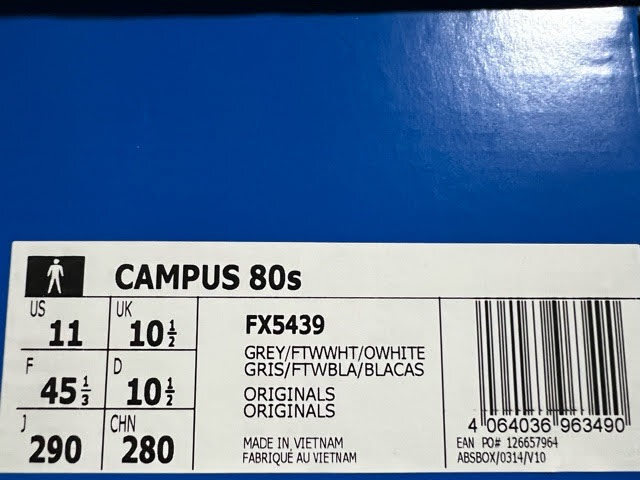 CAMPUS 80s
US 11
UK 10 1/2
F 45 1/3
D 10 1/2
J 290
CHN 280
FX5439
GREY/FTWWHT/OWHITE
GRIS/FTWBLA/BLACAS
ORIGINALS
ORIGINALS
MADE IN VIETNAM
FABRIQUÉ AU VIETNAM
4 064036 963490
EAN PO# 126657964
ABSBOX/0314/V10